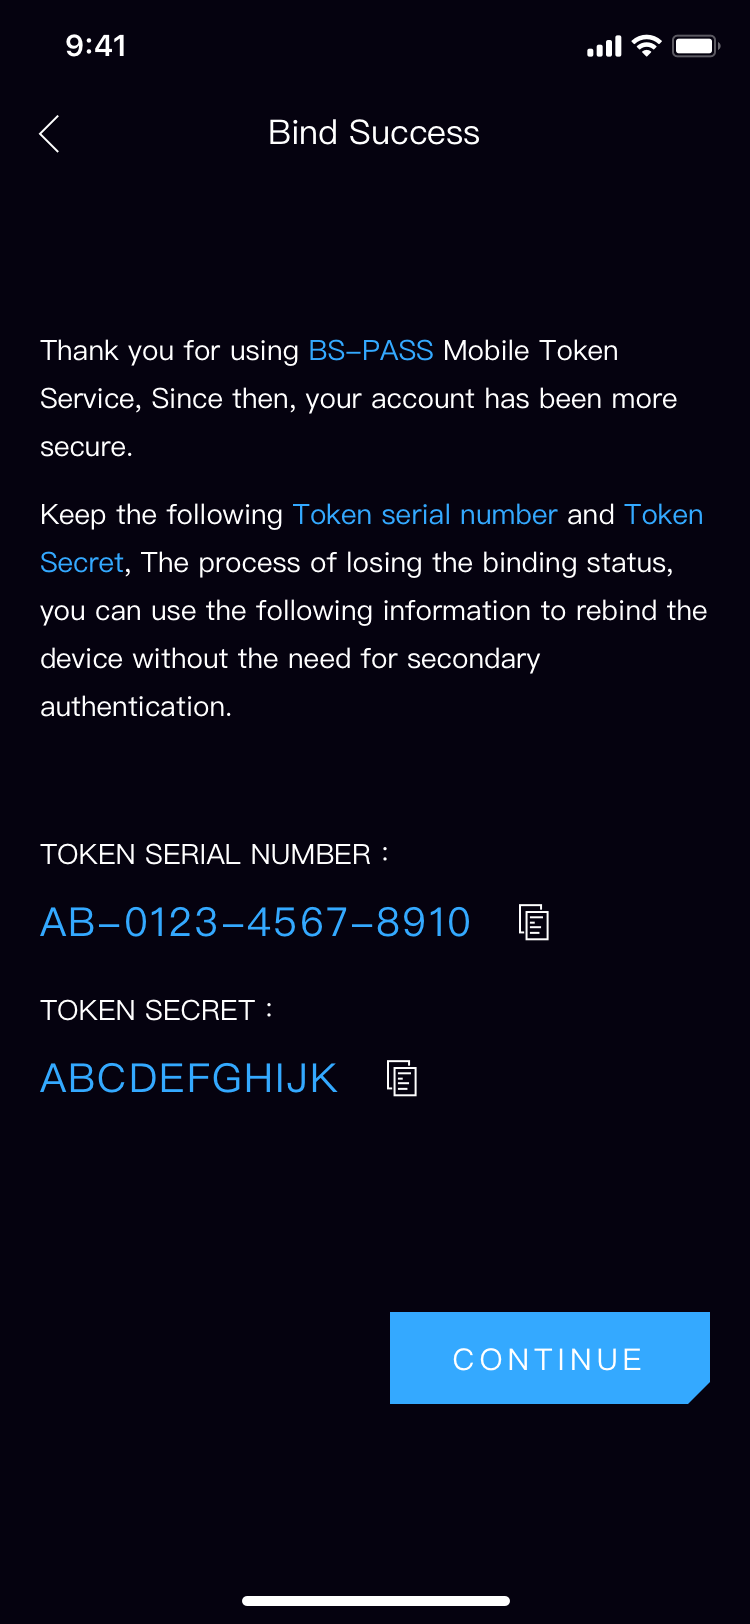 9:41
Bind Success
Thank you for using BS-PASS Mobile Token
Service, Since then, your account has been more
secure.
Keep the following Token serial number and Token
Secret, The process of losing the binding status,
you can use the following information to rebind the
device without the need for secondary
authentication.
TOKEN SERIAL NUMBER :
AB-0123-4567-8910
TOKEN SECRET :
ABCDEFGHIJK
CONTINUE